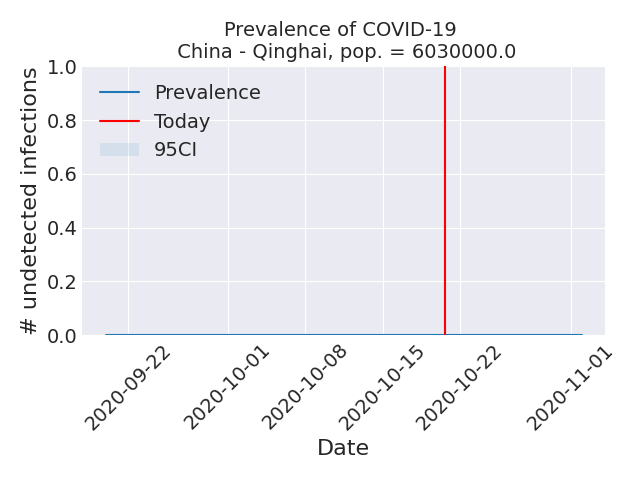 Prevalence of COVID-19
China - Qinghai, pop. = 6030000.0
1.0
0.8
0.6
0.4
0.2
0.0
# undetected infections
Prevalence
Today
95CI
2020-09-22
2020-10-01
2020-10-08
2020-10-15
2020-10-22
2020-11-01
Date